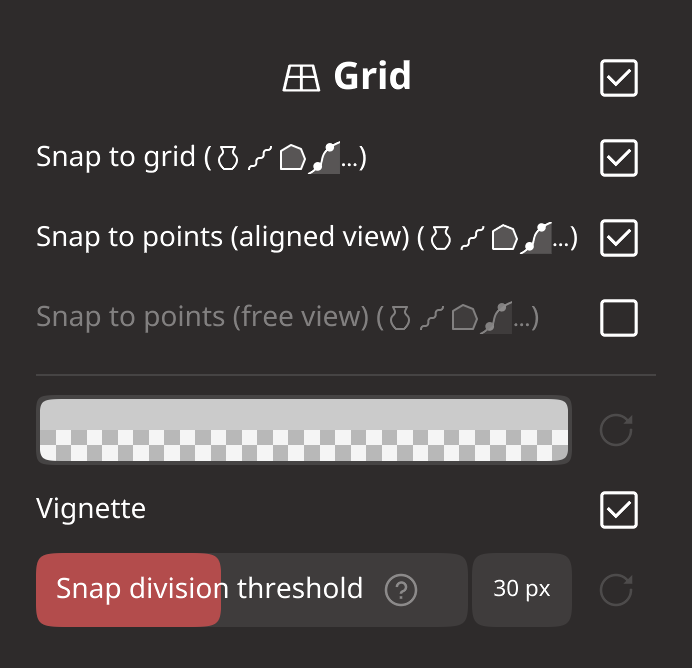 Grid
Snap to grid ( ...)
Snap to points (aligned view) ( ...)
Snap to points (free view) ( ...)
Vignette
Snap division threshold ? 30 px